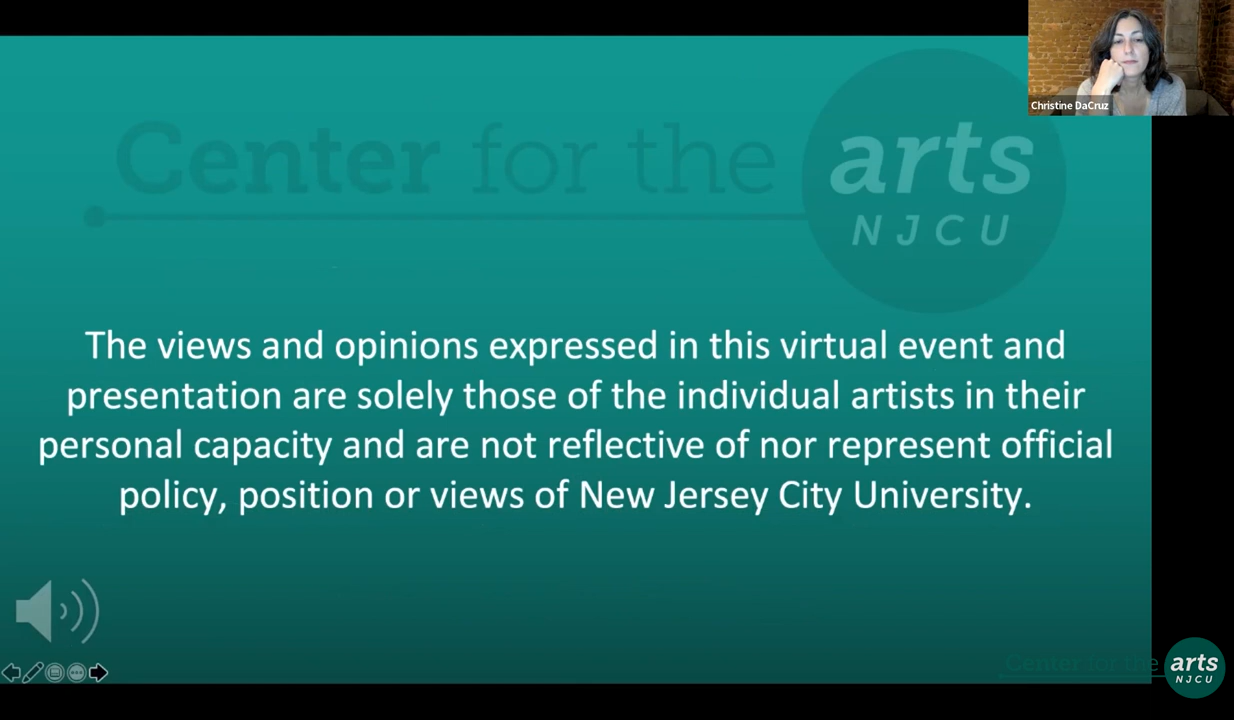 Christine DaCruz
Center for the arts
NJCU
The views and opinions expressed in this virtual event and
presentation are solely those of the individual artists in their
personal capacity and are not reflective of nor represent official
policy, position or views of New Jersey City University.
Center for the arts
NJCU